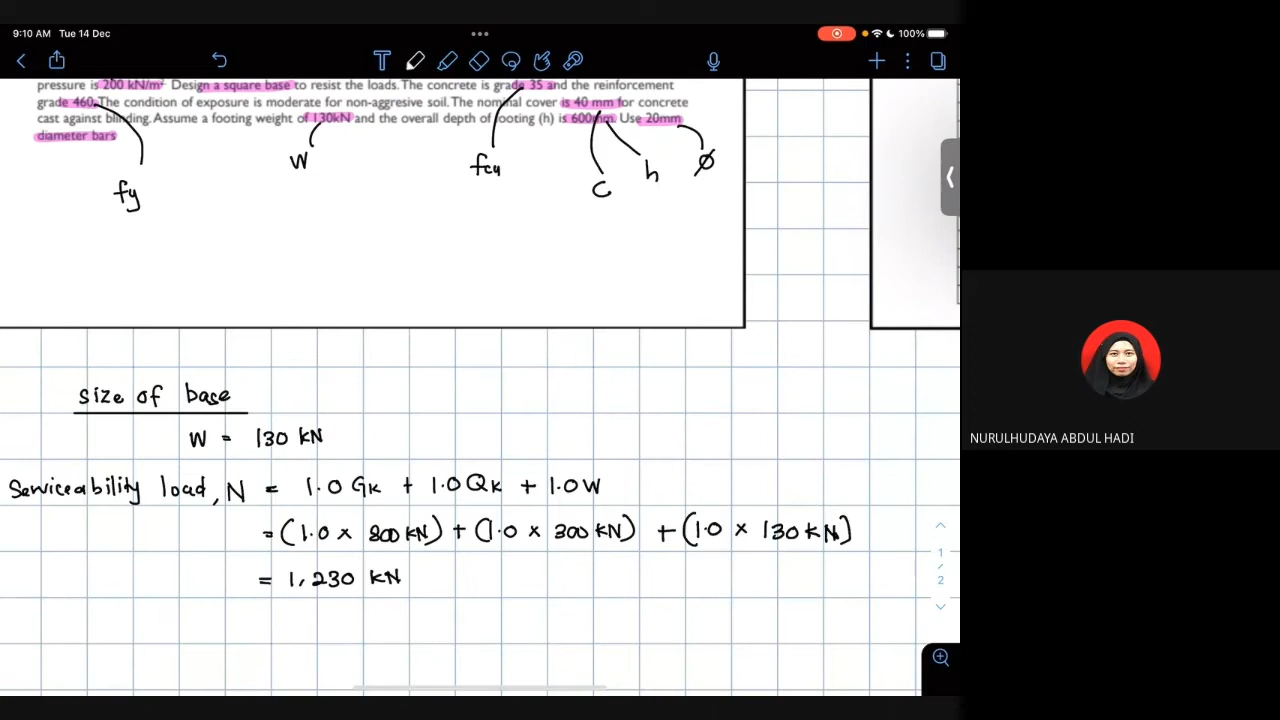 9:10 AM Tue 14 Dec
100%
pressure is 200 kN/m² Design a square base to resist the loads. The concrete is grade 35 and the reinforcement
grade 460. The condition of exposure is moderate for non-aggresive soil. The nominal cover is 40 mm for concrete
cast against blinding. Assume a footing weight of 130kN and the overall depth of footing (h) is 600mm Use 20mm
diameter bars
fy
W
fcu
C
h
ø
size of base
W = 130 KN
Serviceability load, N = 1.0 Gk + 1.0 Qk + 1.0 W
= (1.0 x 800 KN) + (1.0 x 300 KN) + (1.0 x 130 KN)
= 1,230 KN
1
/
2
NURULHUDAYA ABDUL HADI